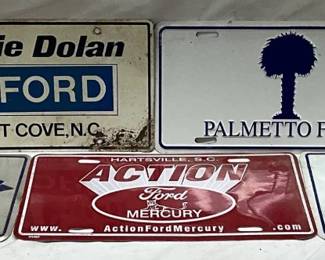 ie Dolan
FORD
T COVE, N.C.
PALMETTO F
HARTSVILLE, S.C.
ACTION
Ford
MERCURY
www. ActionFordMercury .com